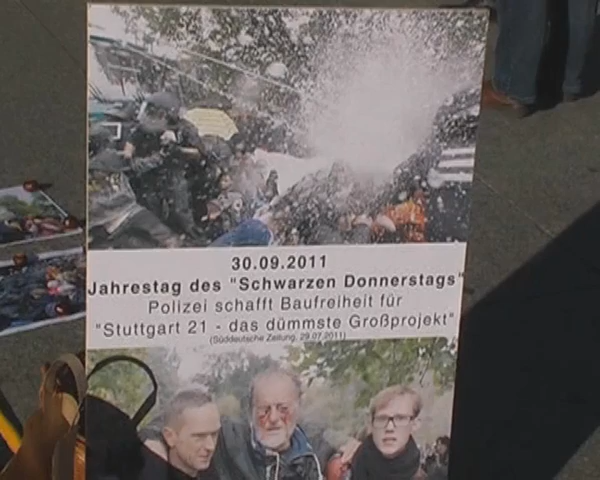 30.09.2011
Jahrestag des "Schwarzen Donnerstags"
Polizei schafft Baufreiheit für
"Stuttgart 21 - das dümmste Großprojekt"
(Süddeutsche Zeitung, 29.07.2011)